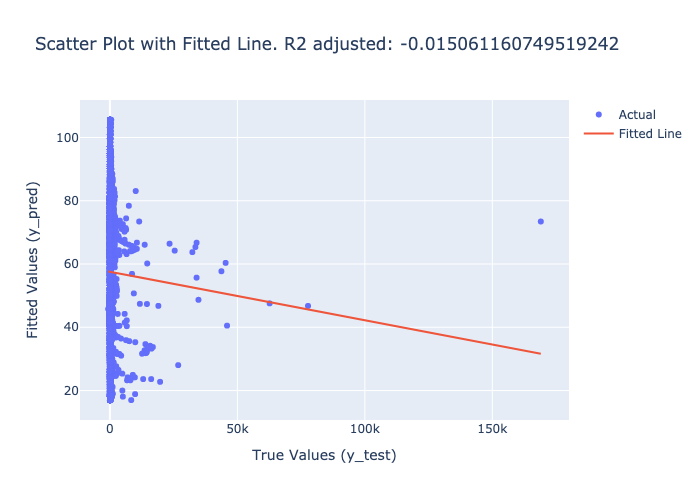 Scatter Plot with Fitted Line. R2 adjusted: -0.015061160749519242
Actual
Fitted Line
100
80
60
40
20
Fitted Values (y_pred)
0
50k
100k
150k
True Values (y_test)